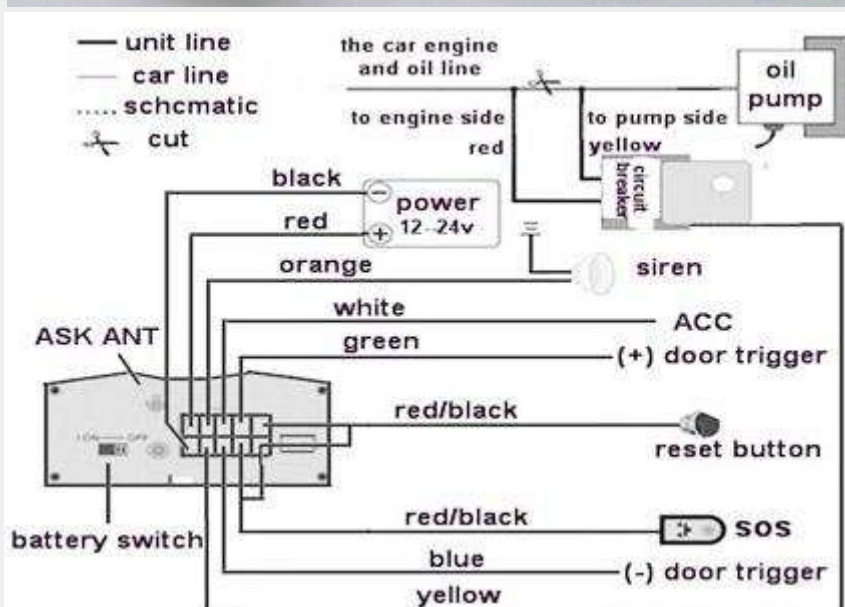 unit line
car line
schcmatic
cut
the car engine
and oil line
to engine side
red
to pump side
yellow
oil
pump
circuit
breaker
black
power
12--24v
red
orange
siren
white
ACC
ASK ANT
green
(+) door trigger
ON OFF
red/black
reset button
battery switch
red/black
SOS
blue
(-) door trigger
yellow